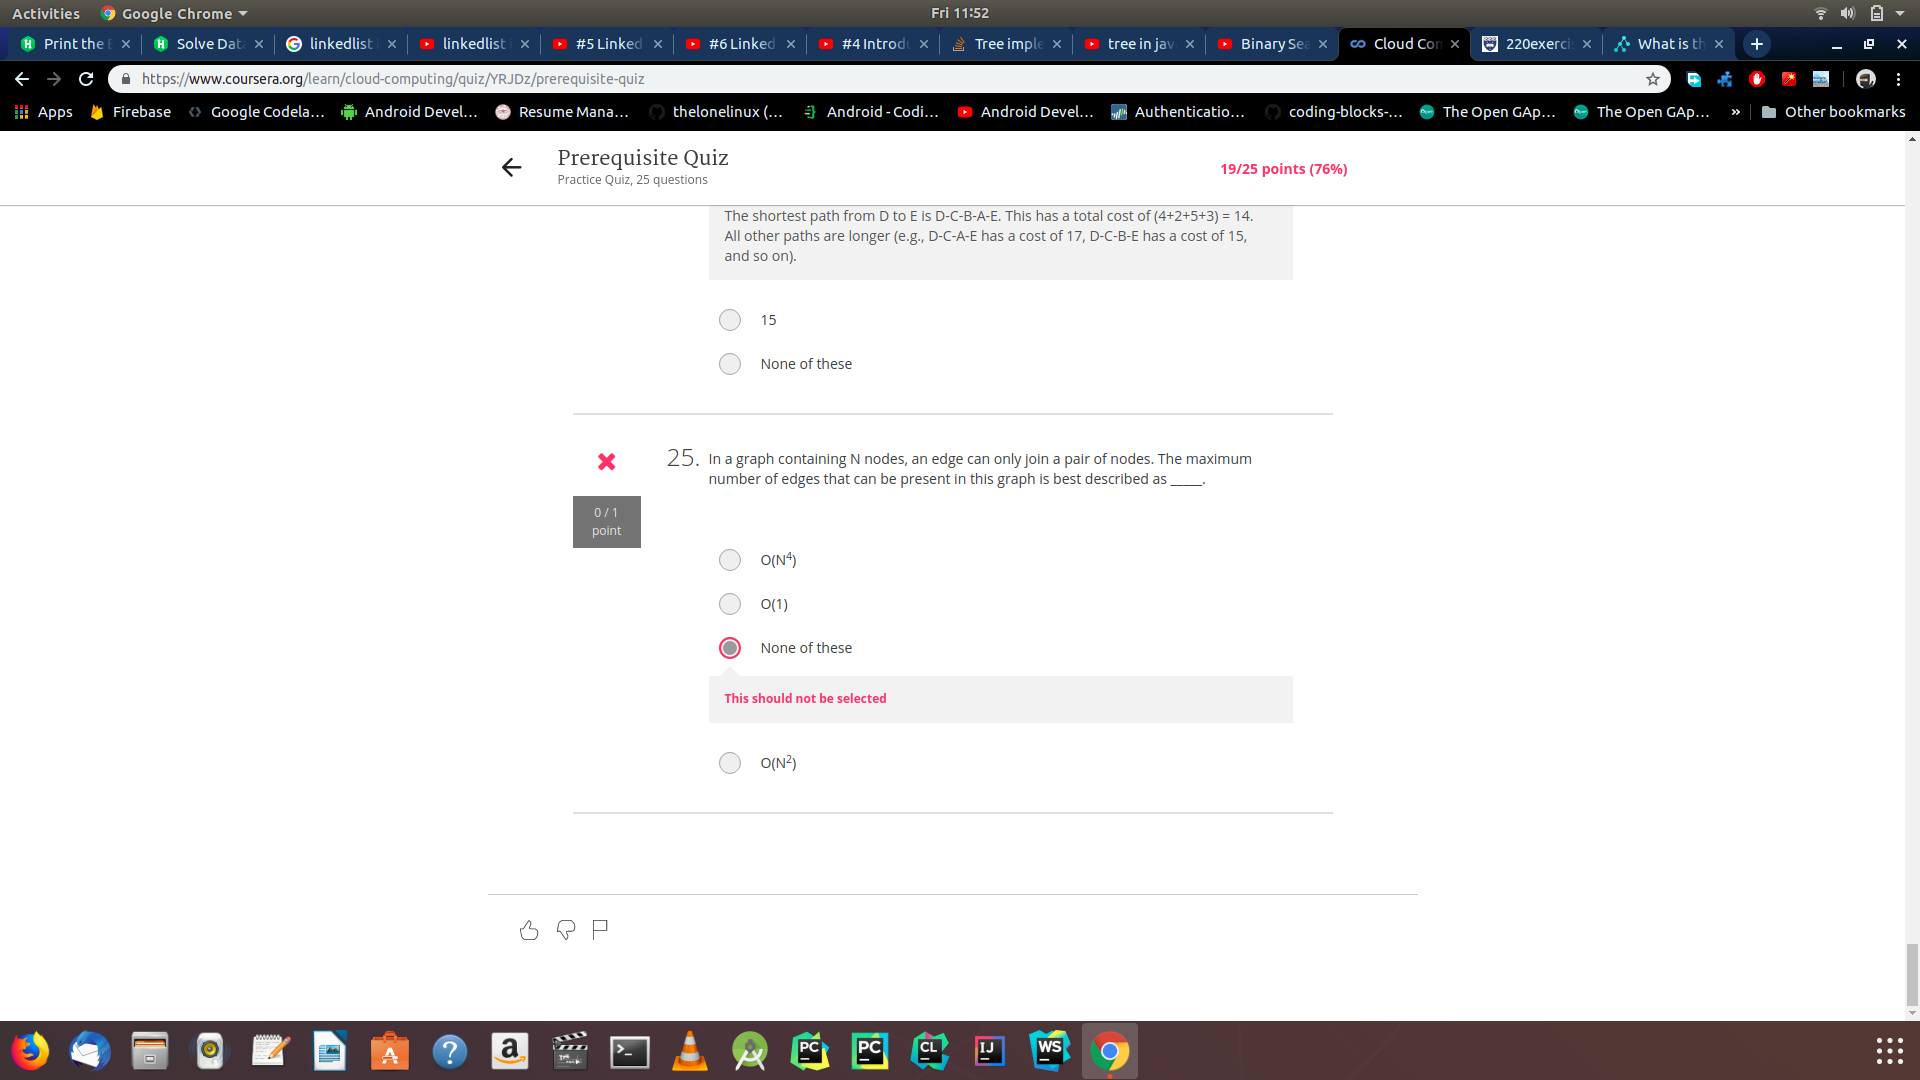 Activities Google Chrome Fri 11:52
Print the E Solve Data linkedlist linkedlist #5 Linked #6 Linked #4 Introdu Tree imple tree in jav Binary Sea Cloud Con 220exerci What is th
https://www.coursera.org/learn/cloud-computing/quiz/YRJDz/prerequisite-quiz
Apps Firebase Google Codela... Android Devel... Resume Mana... thelonelinux (... Android - Codi... Android Devel... Authenticatio... coding-blocks-... The Open GAp... The Open GAp... » Other bookmarks
Prerequisite Quiz
Practice Quiz, 25 questions
19/25 points (76%)
The shortest path from D to E is D-C-B-A-E. This has a total cost of (4+2+5+3) = 14.
All other paths are longer (e.g., D-C-A-E has a cost of 17, D-C-B-E has a cost of 15,
and so on).
15
None of these
25. In a graph containing N nodes, an edge can only join a pair of nodes. The maximum
number of edges that can be present in this graph is best described as _____.
0 / 1
point
O(N⁴)
O(1)
None of these
This should not be selected
O(N²)